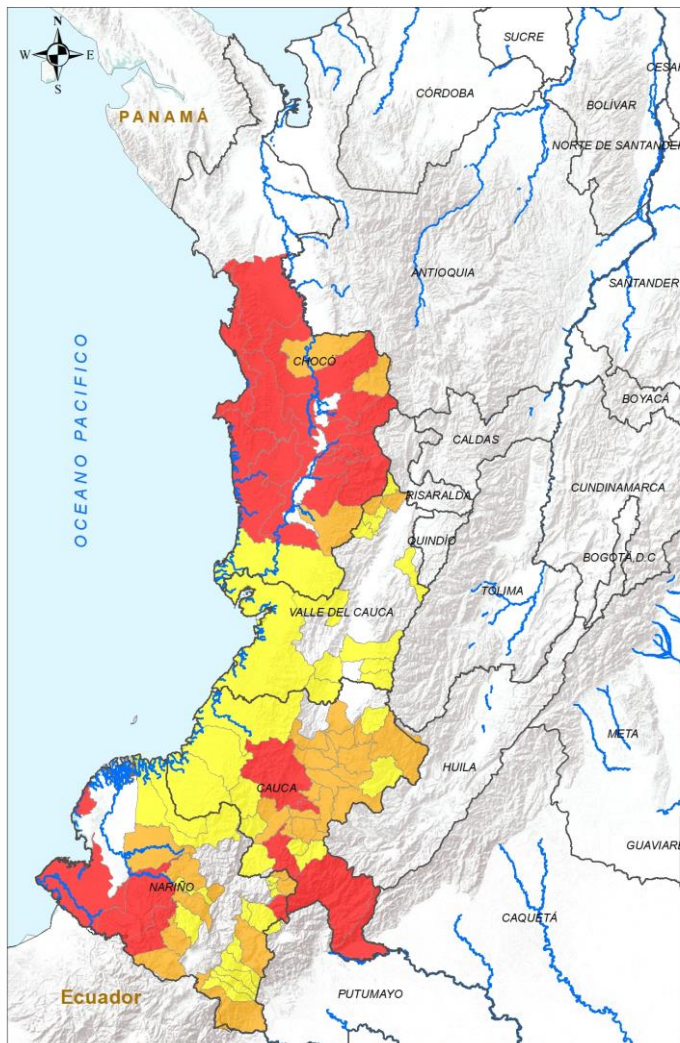 N
W E
S
SUCRE
CESAR
CÓRDOBA
BOLÍVAR
PANAMÁ
NORTE DE SANTANDER
ANTIOQUIA
SANTANDER
OCEANO PACIFICO
CHOCÓ
BOYACÁ
CALDAS
RISARALDA
CUNDINAMARCA
QUINDÍO
BOGOTÁ D.C.
TOLIMA
VALLE DEL CAUCA
META
HUILA
CAUCA
GUAVIARE
NARIÑO
CAQUETÁ
Ecuador
PUTUMAYO